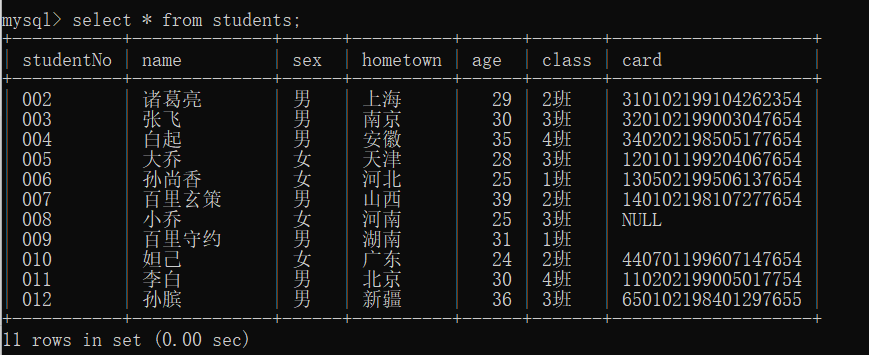 mysql> select * from students;
| studentNo | name | sex | hometown | age | class | card |
| 002 | 诸葛亮 | 男 | 上海 | 29 | 2班 | 310102199104262354 |
| 003 | 张飞 | 男 | 南京 | 30 | 3班 | 320102199003047654 |
| 004 | 白起 | 男 | 安徽 | 35 | 4班 | 340202198505177654 |
| 005 | 大乔 | 女 | 天津 | 28 | 3班 | 120101199204067654 |
| 006 | 孙尚香 | 女 | 河北 | 25 | 1班 | 130502199506137654 |
| 007 | 百里玄策 | 男 | 山西 | 39 | 2班 | 140102198107277654 |
| 008 | 小乔 | 女 | 河南 | 25 | 3班 | NULL |
| 009 | 百里守约 | 男 | 湖南 | 31 | 1班 | |
| 010 | 妲己 | 女 | 广东 | 24 | 2班 | 440701199607147654 |
| 011 | 李白 | 男 | 北京 | 30 | 4班 | 110202199005017754 |
| 012 | 孙膑 | 男 | 新疆 | 36 | 3班 | 650102198401297655 |
11 rows in set (0.00 sec)